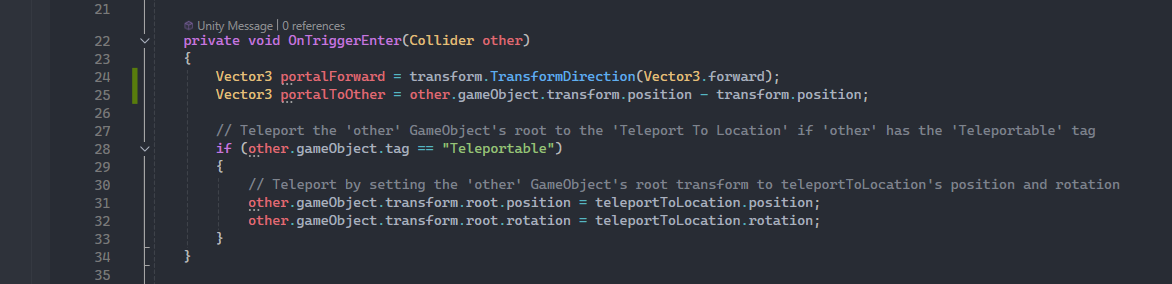 21
Unity Message | 0 references
22 private void OnTriggerEnter(Collider other)
23 {
24 Vector3 portalForward = transform.TransformDirection(Vector3.forward);
25 Vector3 portalToOther = other.gameObject.transform.position - transform.position;
26
27 // Teleport the 'other' GameObject's root to the 'Teleport To Location' if 'other' has the 'Teleportable' tag
28 if (other.gameObject.tag == "Teleportable")
29 {
30 // Teleport by setting the 'other' GameObject's root transform to teleportToLocation's position and rotation
31 other.gameObject.transform.root.position = teleportToLocation.position;
32 other.gameObject.transform.root.rotation = teleportToLocation.rotation;
33 }
34 }
35